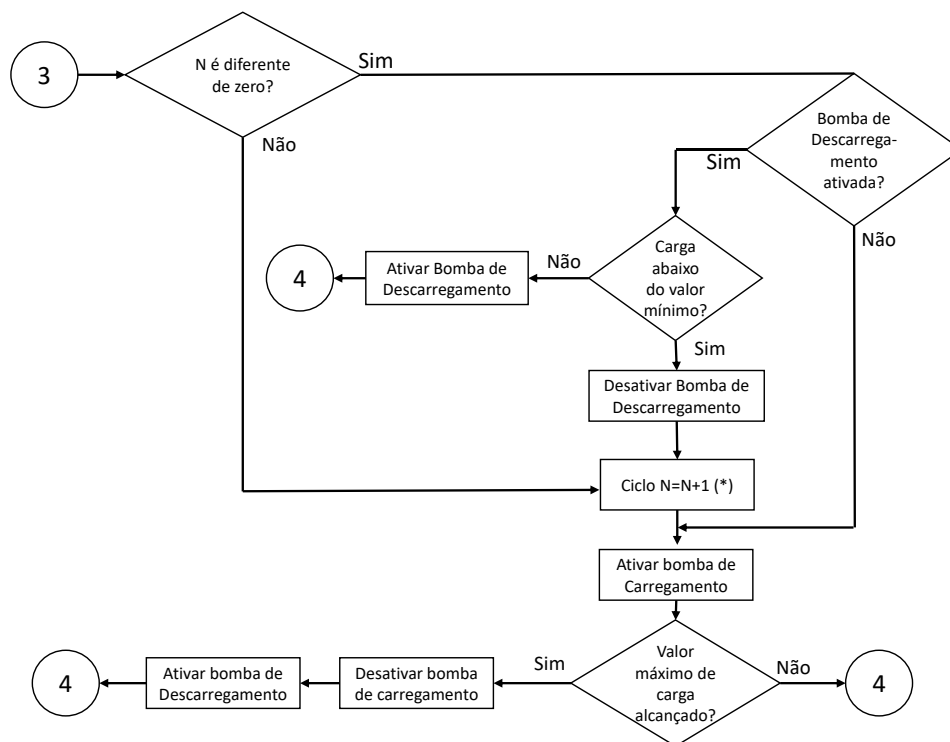 3
N é diferente
de zero?
Sim
Não
Bomba de
Descarrega-
mento
ativada?
Sim
Não
Carga
abaixo
do valor
mínimo?
Não
Ativar Bomba de
Descarregamento
4
Sim
Desativar Bomba de
Descarregamento
Ciclo N=N+1 (*)
Ativar bomba de
Carregamento
Valor
máximo de
carga
alcançado?
Sim
Não
Desativar bomba
de carregamento
Ativar bomba de
Descarregamento
4
4